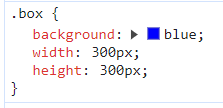 .box {
background: blue;
width: 300px;
height: 300px;
}